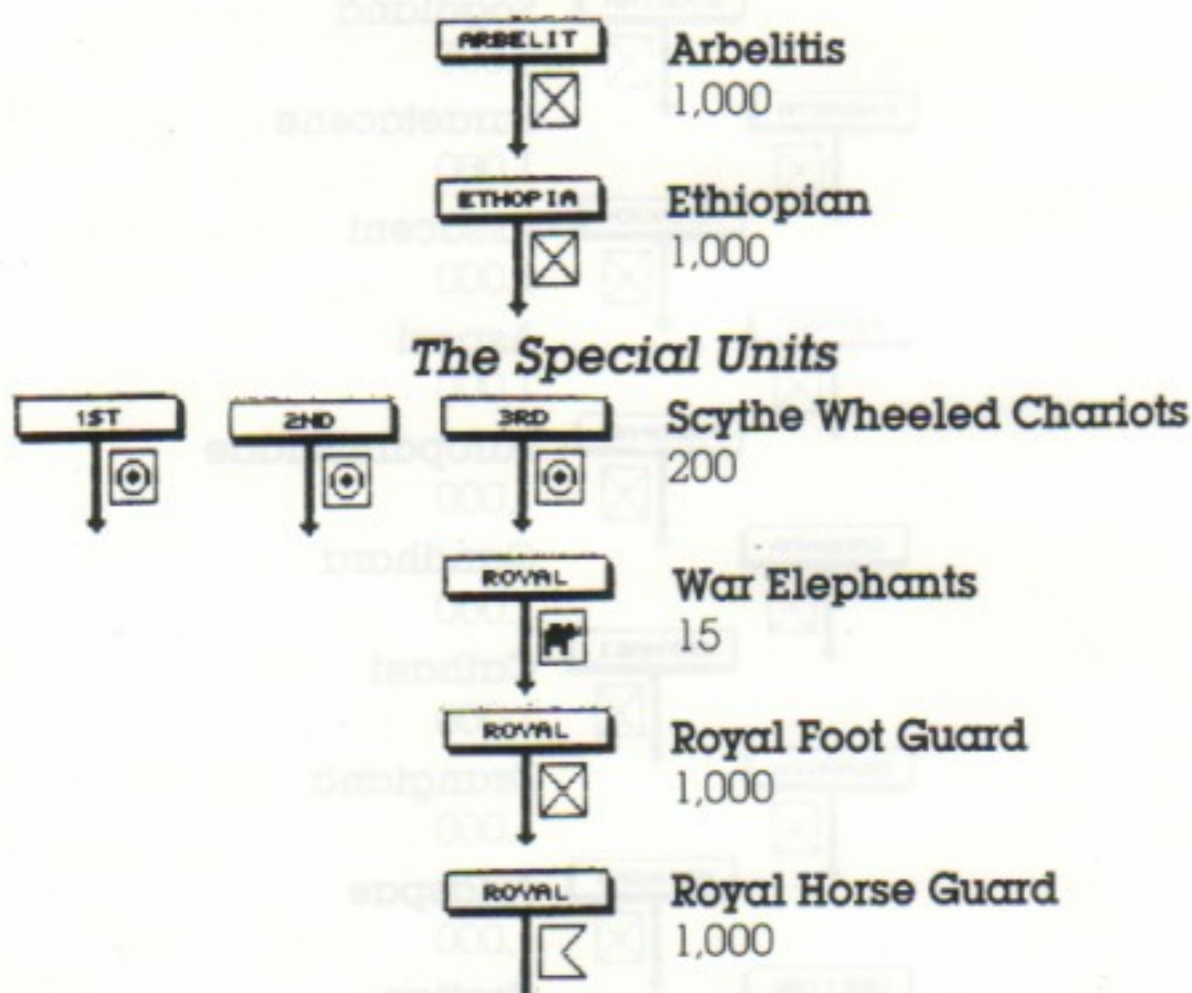 ARBELIT
Arbelitis
1,000
ETHOPIA
Ethiopian
1,000
The Special Units
1ST 2ND 3RD Scythe Wheeled Chariots
200
ROYAL War Elephants
15
ROYAL Royal Foot Guard
1,000
ROYAL Royal Horse Guard
1,000